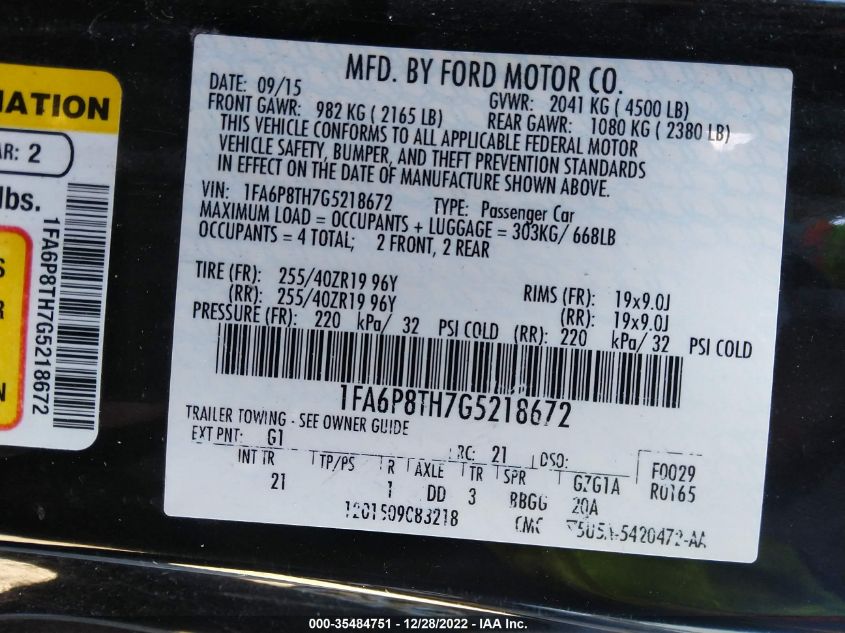 MATION
AR: 2
lbs.
1FA6P8TH7G5218672
S
R
N
MFD. BY FORD MOTOR CO.
DATE: 09/15 GVWR: 2041 KG ( 4500 LB)
FRONT GAWR: 982 KG ( 2165 LB) REAR GAWR: 1080 KG ( 2380 LB)
THIS VEHICLE CONFORMS TO ALL APPLICABLE FEDERAL MOTOR
VEHICLE SAFETY, BUMPER, AND THEFT PREVENTION STANDARDS
IN EFFECT ON THE DATE OF MANUFACTURE SHOWN ABOVE.
VIN: 1FA6P8TH7G5218672 TYPE: Passenger Car
MAXIMUM LOAD = OCCUPANTS + LUGGAGE = 303KG/ 668LB
OCCUPANTS = 4 TOTAL; 2 FRONT, 2 REAR
TIRE (FR): 255/40ZR19 96Y RIMS (FR): 19x9.0J
(RR): 255/40ZR19 96Y (RR): 19x9.0J
PRESSURE (FR): 220 kPa/ 32 PSI COLD (RR): 220 kPa/ 32 PSI COLD
1FA6P8TH7G5218672
TRAILER TOWING - SEE OWNER GUIDE
EXT PNT: G1 RC: 21 DSO: F0029
INT TR TP/PS R AXLE TR SPR GZG1A R0165
21 1 DD 3 BBGG 20A
1201509083218
000-35484751 - 12/28/2022 - IAA Inc.